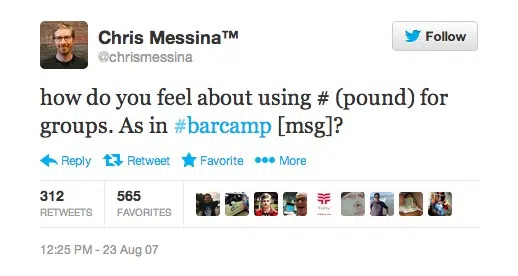 Chris Messina™
@chrismessina
Follow
how do you feel about using # (pound) for
groups. As in #barcamp [msg]?
Reply Retweet Favorite More
312 565
RETWEETS FAVORITES
12:25 PM - 23 Aug 07